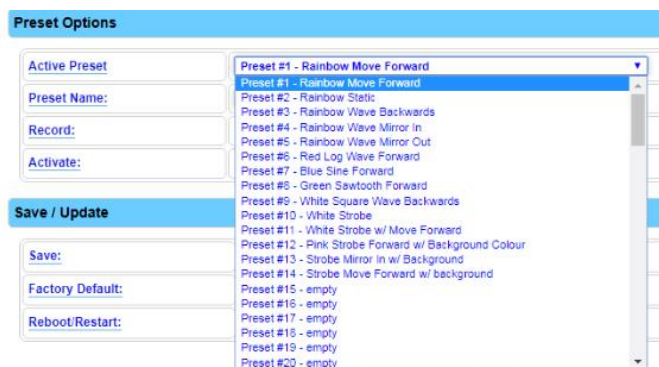 Preset Options
Active Preset
Preset #1 - Rainbow Move Forward
Preset #1 - Rainbow Move Forward
Preset Name:
Preset #2 - Rainbow Static
Preset #3 - Rainbow Wave Backwards
Record:
Preset #4 - Rainbow Wave Mirror In
Preset #5 - Rainbow Wave Mirror Out
Activate:
Preset #6 - Red Log Wave Forward
Preset #7 - Blue Sine Forward
Preset #8 - Green Sawtooth Forward
Save / Update
Preset #9 - White Square Wave Backwards
Preset #10 - White Strobe
Preset #11 - White Strobe w/ Move Forward
Save:
Preset #12 - Pink Strobe Forward w/ Background Colour
Preset #13 - Strobe Mirror In w/ Background
Preset #14 - Strobe Move Forward w/ background
Factory Default:
Preset #15 - empty
Preset #16 - empty
Reboot/Restart:
Preset #17 - empty
Preset #18 - empty
Preset #19 - empty
Preset #20 - empty